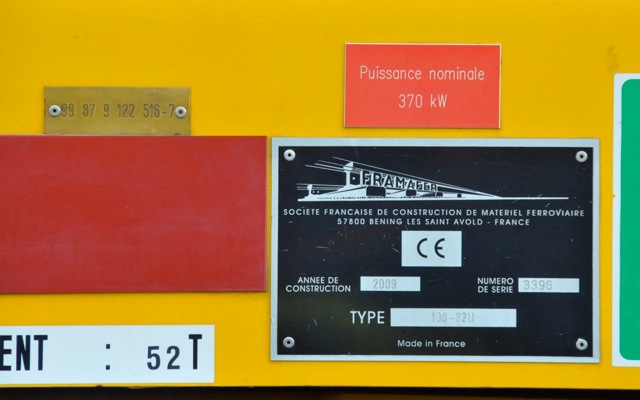 Puissance nominale
370 kW
99 87 9 122 516-7
FRAMAFER
SOCIETE FRANCAISE DE CONSTRUCTION DE MATERIEL FERROVIAIRE
57800 BENING LES SAINT AVOLD - FRANCE
CE
ANNEE DE
CONSTRUCTION 2009
NUMERO
DE SERIE 3396
TYPE
Made in France
ENT : 52T